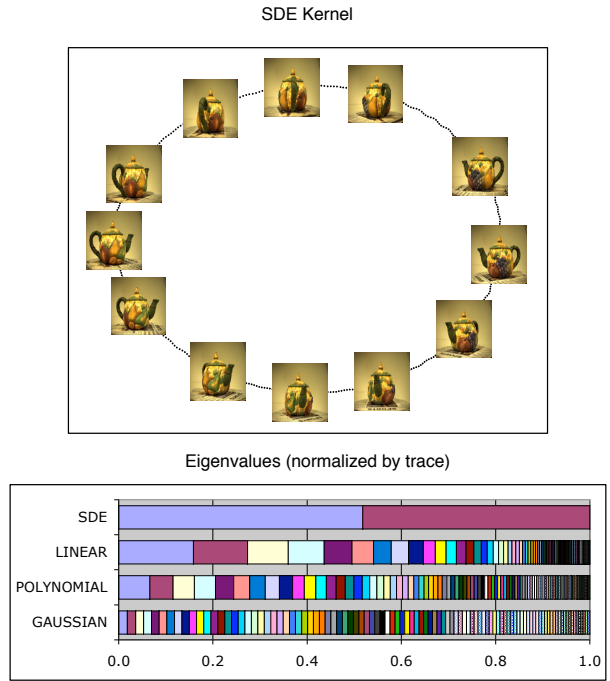 SDE Kernel
Eigenvalues (normalized by trace)
SDE
LINEAR
POLYNOMIAL
GAUSSIAN
0.0 0.2 0.4 0.6 0.8 1.0